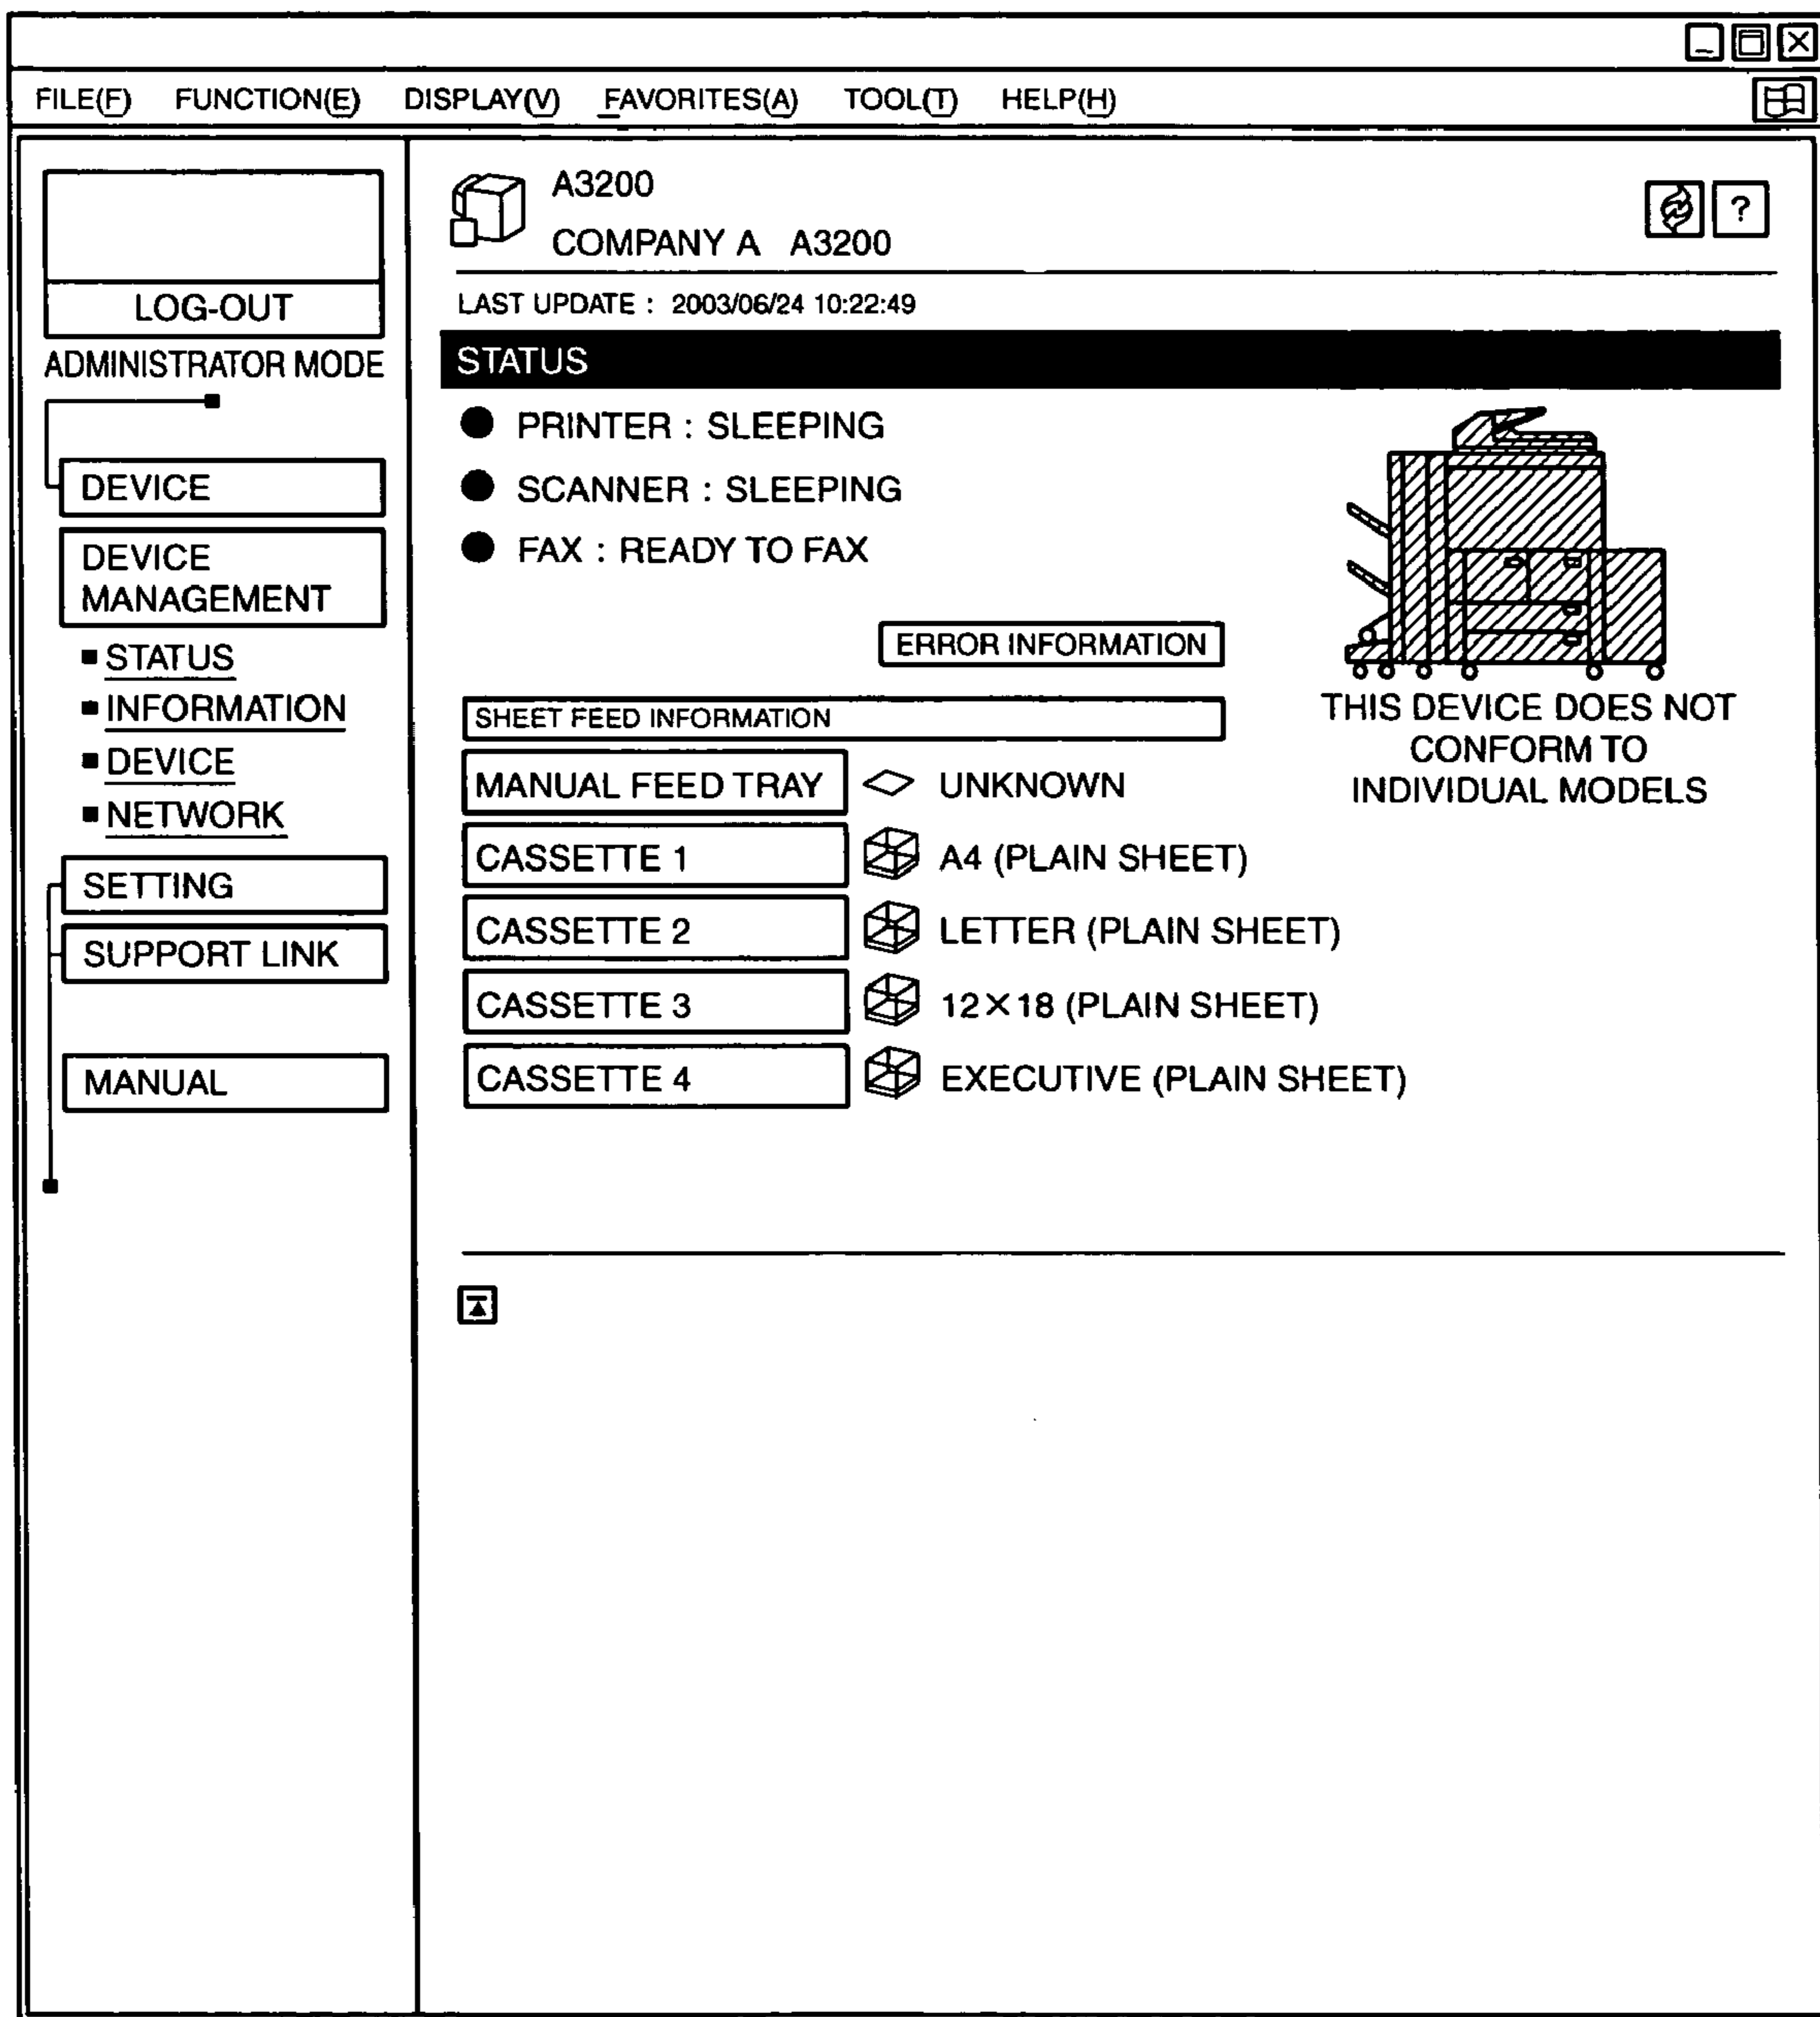 FILE(F) FUNCTION(E) DISPLAY(V) FAVORITES(A) TOOL(T) HELP(H)
LOG-OUT
ADMINISTRATOR MODE
DEVICE
DEVICE
MANAGEMENT
STATUS
INFORMATION
DEVICE
NETWORK
SETTING
SUPPORT LINK
MANUAL
A3200
COMPANY A A3200
?
LAST UPDATE : 2003/06/24 10:22:49
STATUS
PRINTER : SLEEPING
SCANNER : SLEEPING
FAX : READY TO FAX
ERROR INFORMATION
THIS DEVICE DOES NOT
CONFORM TO
INDIVIDUAL MODELS
SHEET FEED INFORMATION
MANUAL FEED TRAY UNKNOWN
CASSETTE 1 A4 (PLAIN SHEET)
CASSETTE 2 LETTER (PLAIN SHEET)
CASSETTE 3 12×18 (PLAIN SHEET)
CASSETTE 4 EXECUTIVE (PLAIN SHEET)